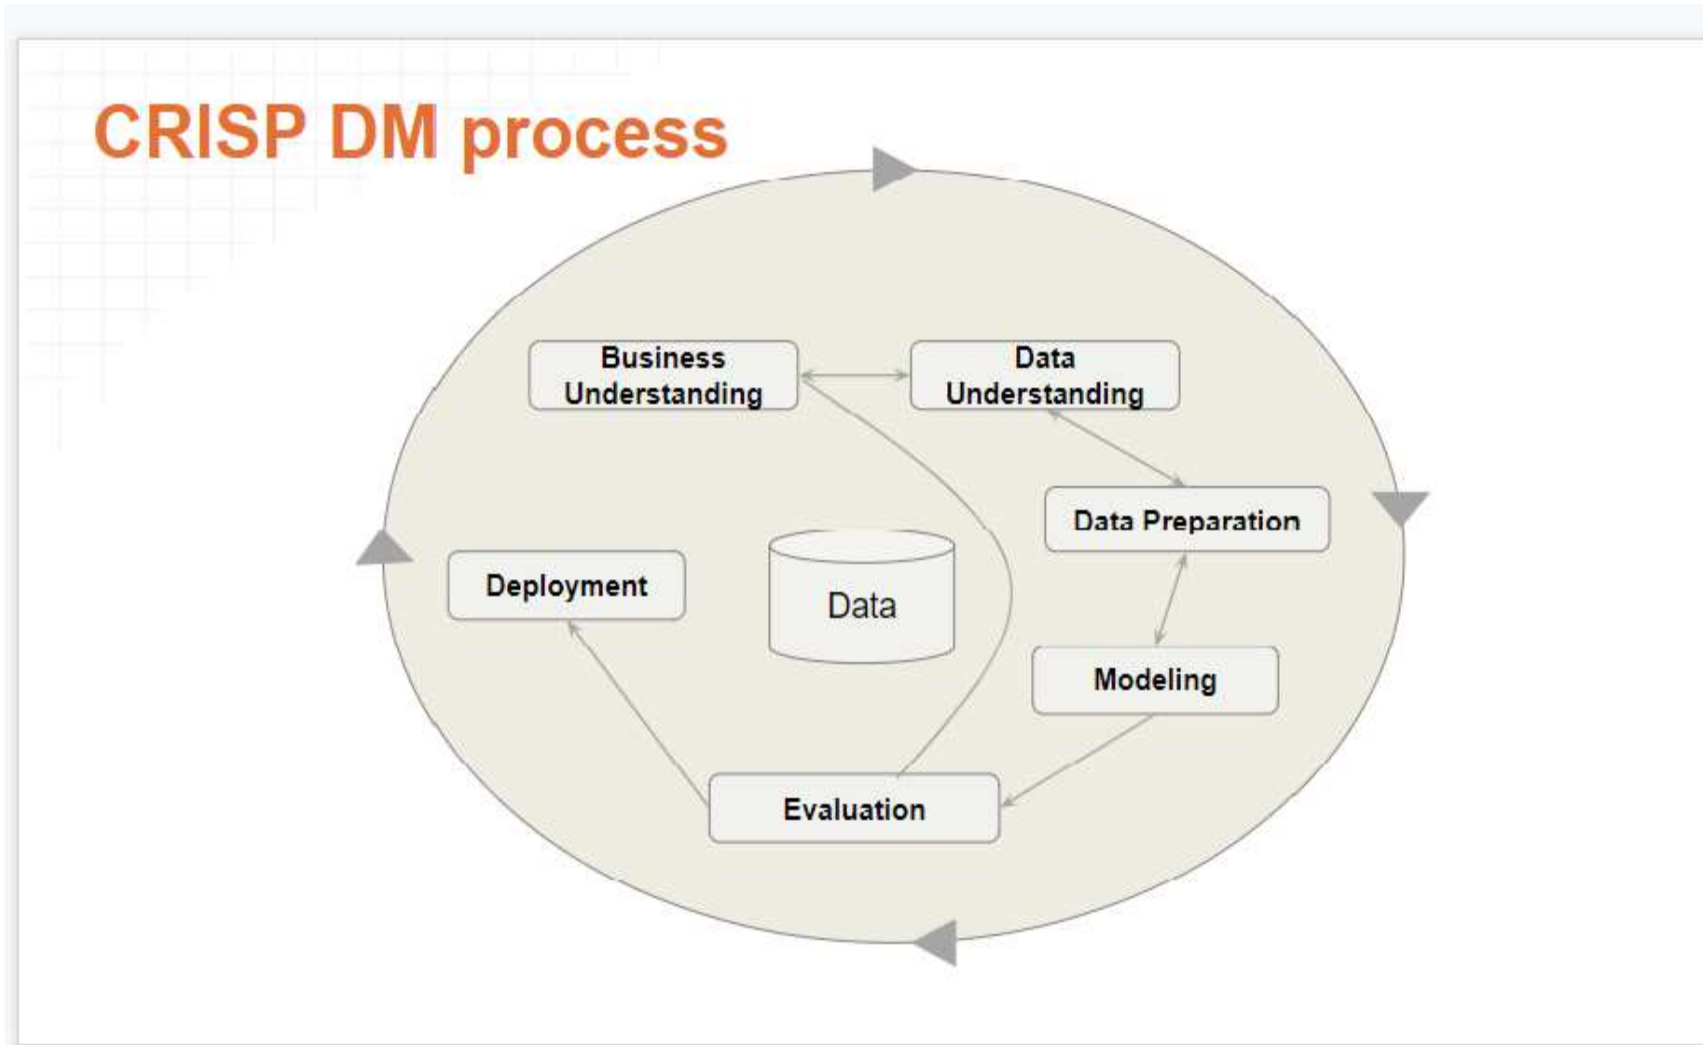 CRISP DM process
Business
Understanding
Data
Understanding
Data Preparation
Modeling
Evaluation
Deployment
Data